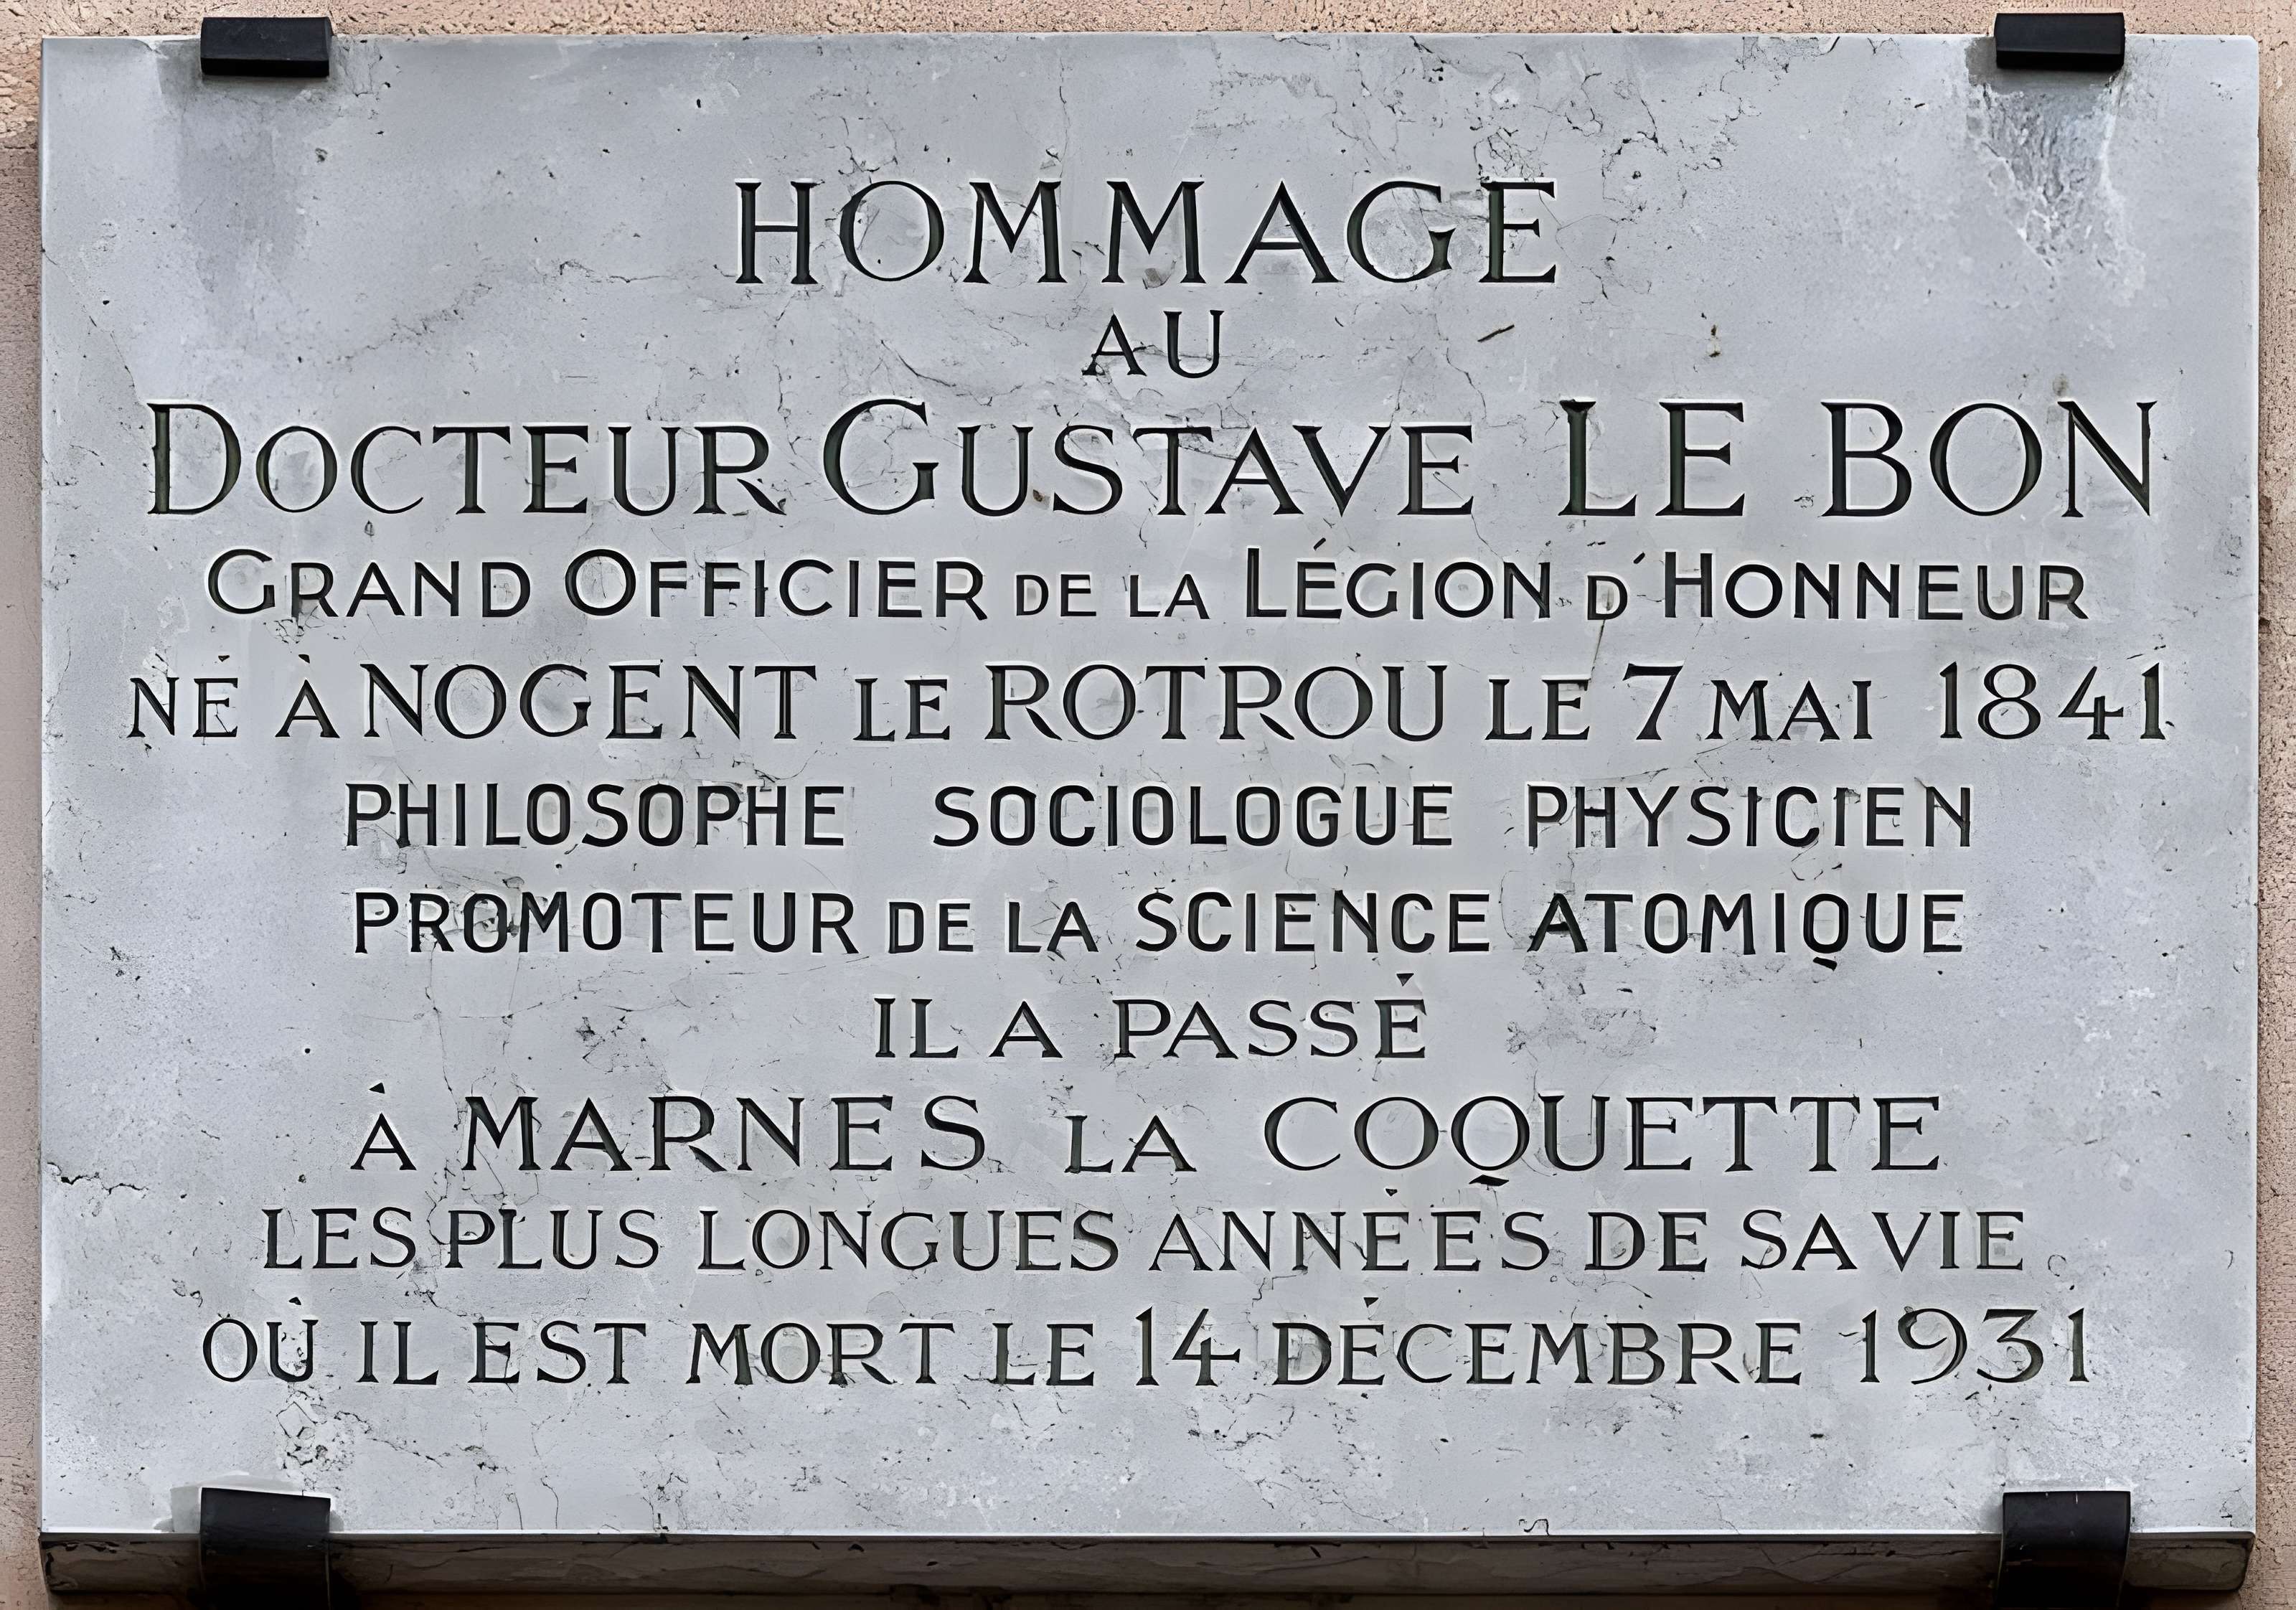 HOMMAGE
AU
DOCTEUR GUSTAVE LE BON
GRAND OFFICIER DE LA LÉGION D'HONNEUR
NÉ À NOGENT LE ROTROU LE 7 MAI 1841
PHILOSOPHE SOCIOLOGUE PHYSICIEN
PROMOTEUR DE LA SCIENCE ATOMIQUE
IL A PASSÉ
À MARNES LA COQUETTE
LES PLUS LONGUES ANNÉES DE SA VIE
OÙ IL EST MORT LE 14 DÉCEMBRE 1931